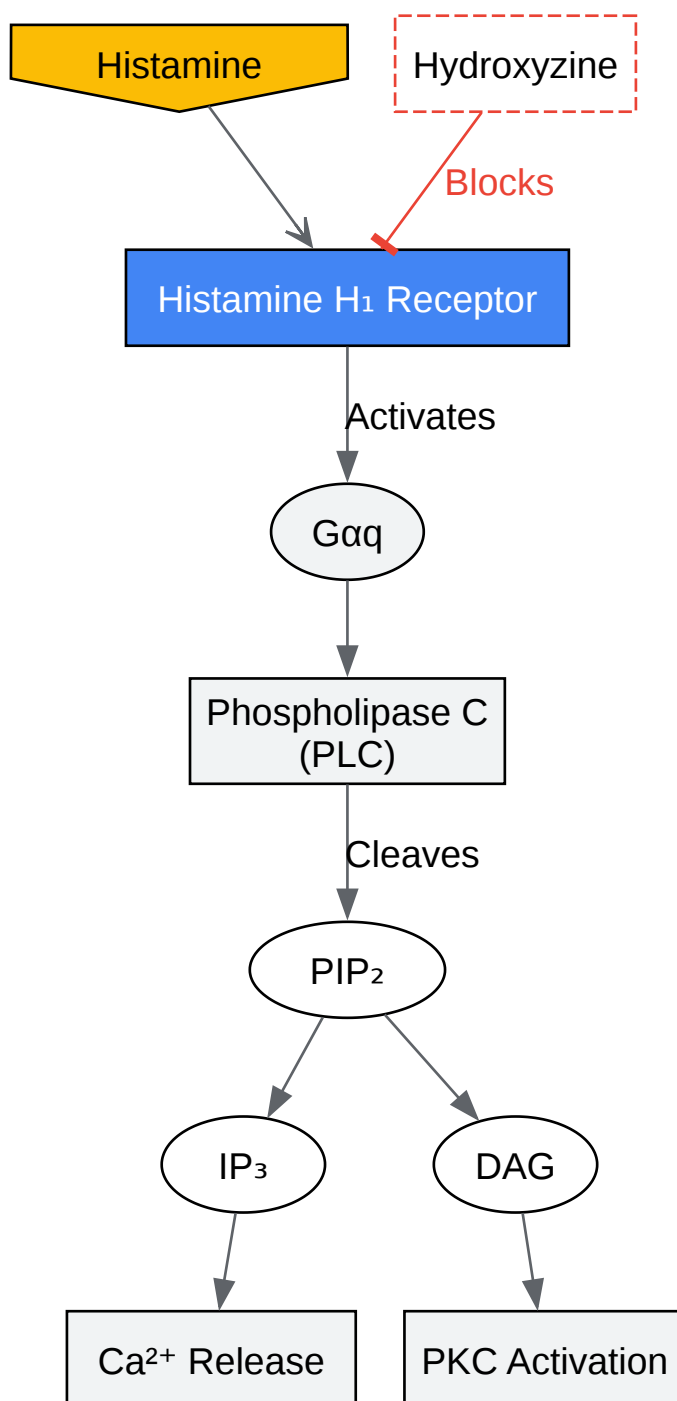 Histamine
Hydroxyzine
Blocks
Histamine H₁ Receptor
Activates
Gαq
Phospholipase C
(PLC)
Cleaves
PIP₂
IP₃
DAG
Ca²⁺ Release
PKC Activation